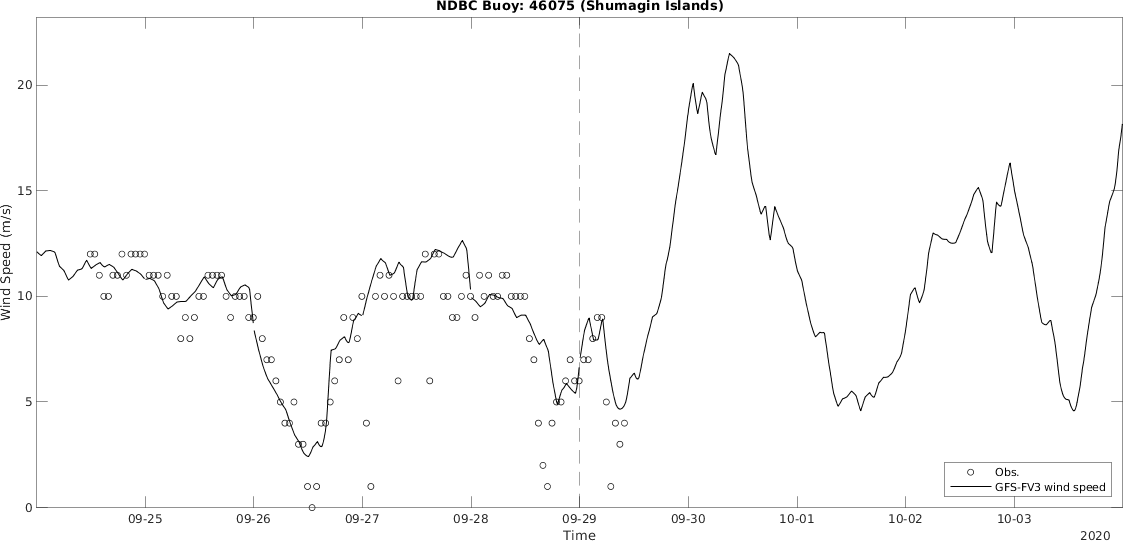 NDBC Buoy: 46075 (Shumagin Islands)
20
15
10
5
0
Wind Speed (m/s)
09-25 09-26 09-27 09-28 09-29 09-30 10-01 10-02 10-03
Time
2020
Obs.
GFS-FV3 wind speed